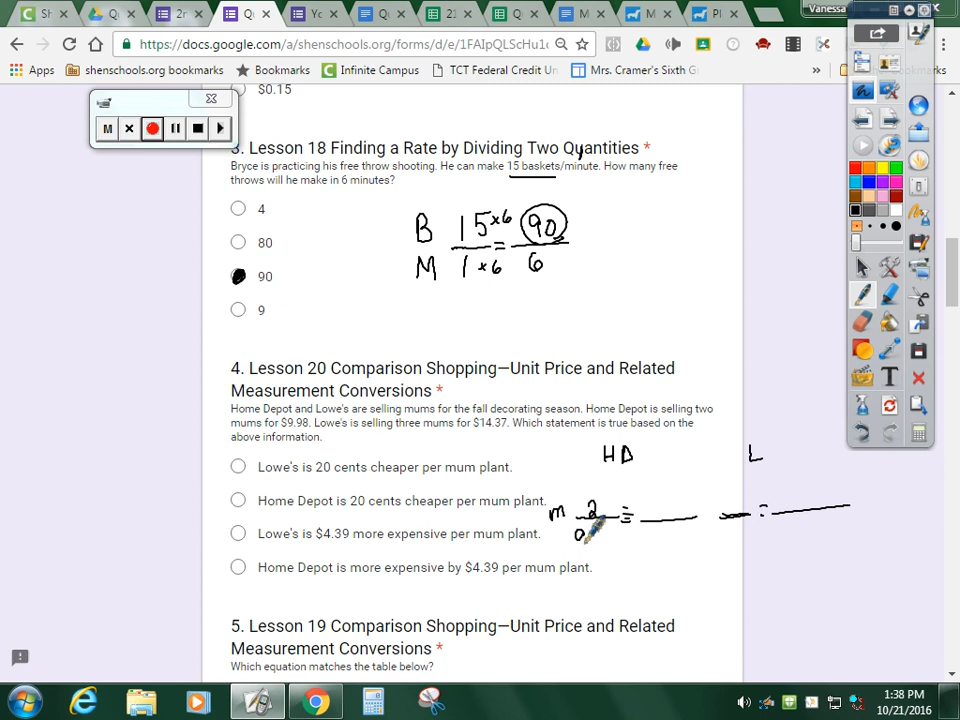 Sh
Q
2n
Q
Yc
Q
21
Q
M
M
Pl
Vanessa
https://docs.google.com/a/shenschools.org/forms/d/e/1FAIpQLScHu1
Apps
shenschools.org bookmarks
Bookmarks
Infinite Campus
TCT Federal Credit Un
Mrs. Cramer's Sixth G
»
$0.15
M
3. Lesson 18 Finding a Rate by Dividing Two Quantities *
Bryce is practicing his free throw shooting. He can make 15 baskets/minute. How many free
throws will he make in 6 minutes?
4
80
90
9
B 15 ×6 = 90
M 1 ×6 6
4. Lesson 20 Comparison Shopping—Unit Price and Related
Measurement Conversions *
Home Depot and Lowe's are selling mums for the fall decorating season. Home Depot is selling two
mums for $9.98. Lowe's is selling three mums for $14.37. Which statement is true based on the
above information.
HD L
Lowe's is 20 cents cheaper per mum plant.
Home Depot is 20 cents cheaper per mum plant.
m 2 = =
Lowe's is $4.39 more expensive per mum plant.
Home Depot is more expensive by $4.39 per mum plant.
5. Lesson 19 Comparison Shopping—Unit Price and Related
Measurement Conversions *
Which equation matches the table below?
T
1:38 PM
10/21/2016